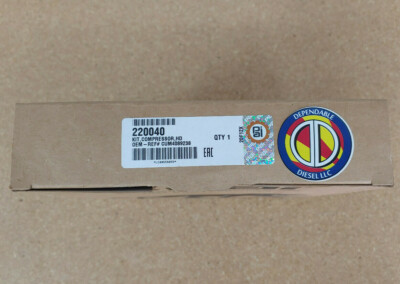 220040
KIT,COMPRESSOR,HD
OEM - REF# CUM4089238
QTY 1
EAC
DEPENDABLE
DIESEL LLC